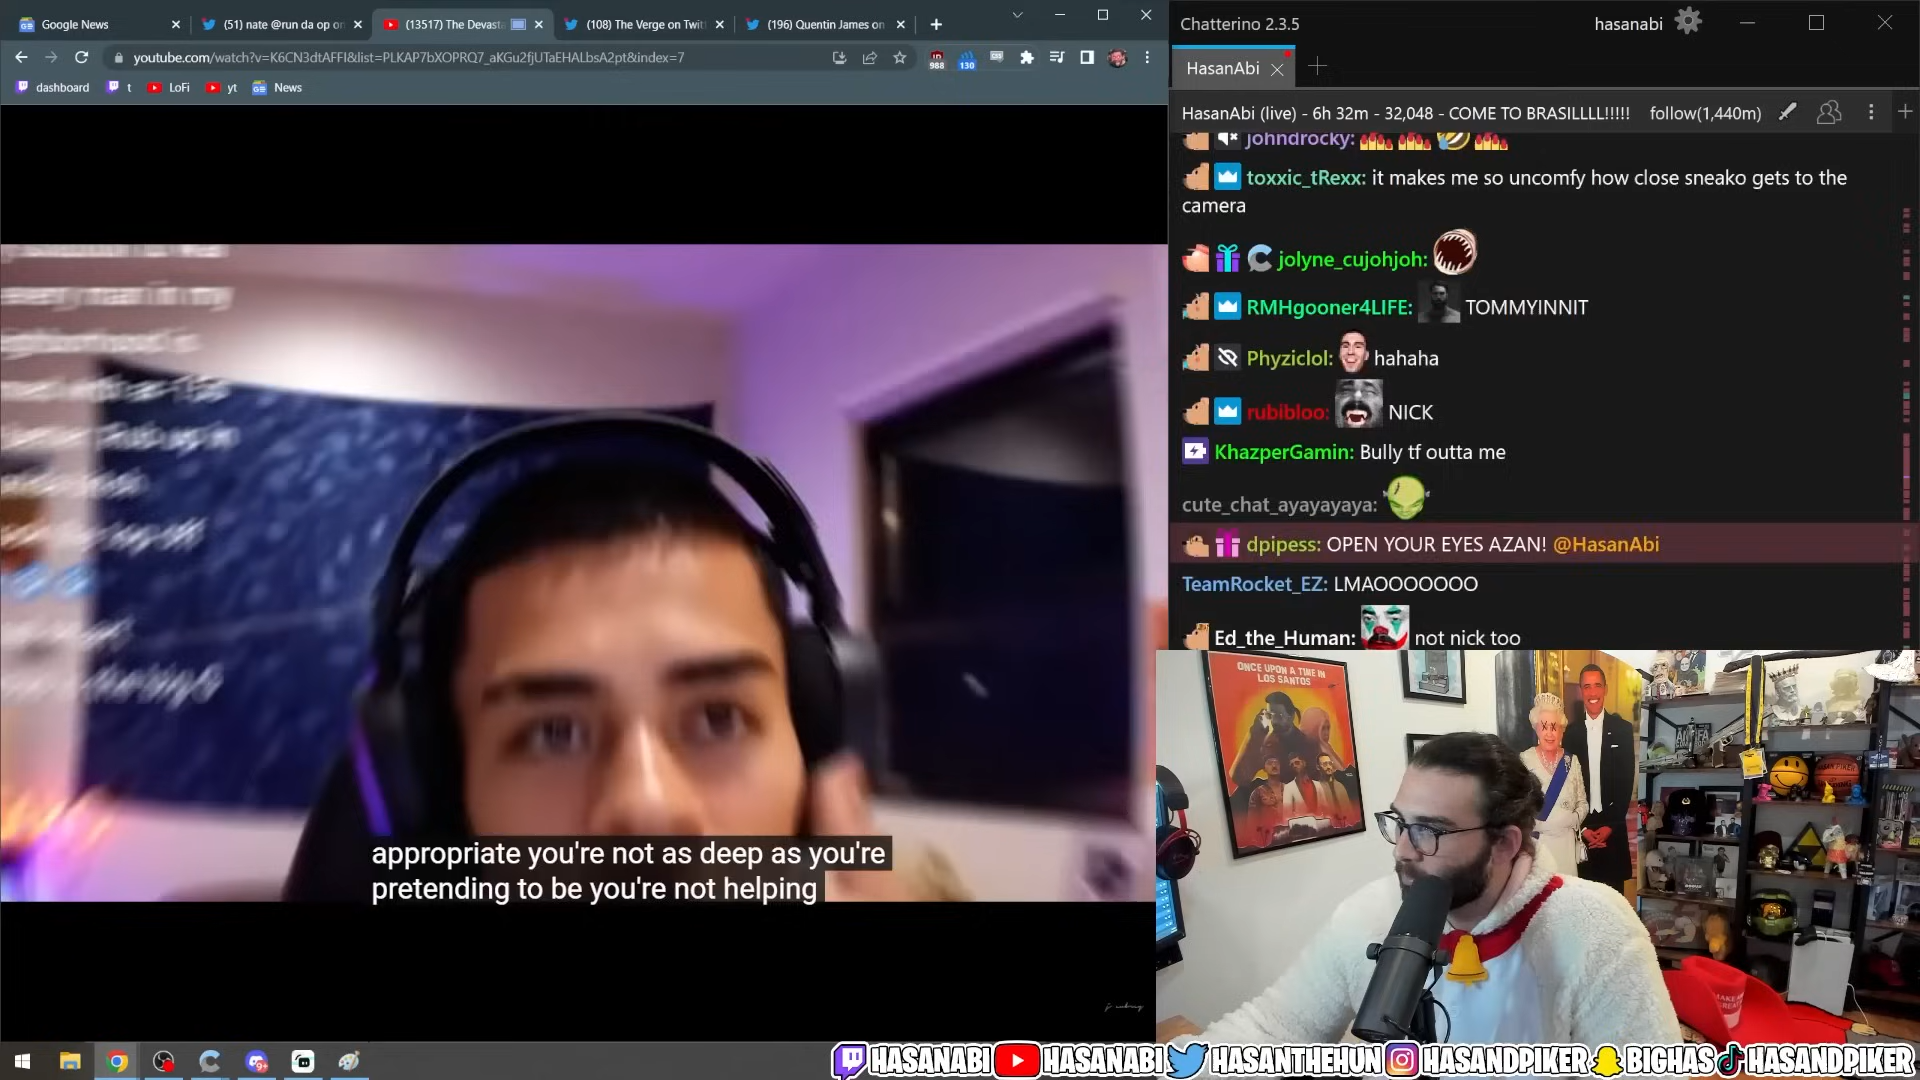 Google News
(51) nate @run da op on
(13517) The Devasta
(108) The Verge on Twitt
(196) Quentin James on
youtube.com/watch?v=K6CN3dtAFFI&list=PLKAP7bXOPRQ7_aKGu2fjUTaEHALbsA2pt&index=7
988
130
dashboard
t
LoFi
yt
News
appropriate you're not as deep as you're
pretending to be you're not helping
Chatterino 2.3.5
hasanabi
HasanAbi
HasanAbi (live) - 6h 32m - 32,048 - COME TO BRASILLLL!!!!!
follow(1,440m)
johndrocky:
toxxic_tRexx: it makes me so uncomfy how close sneako gets to the
camera
jolyne_cujohjoh:
RMHgooner4LIFE: TOMMYINNIT
Phyziclol: hahaha
rubibloo: NICK
KhazperGamin: Bully tf outta me
cute_chat_ayayayaya:
dpipess: OPEN YOUR EYES AZAN! @HasanAbi
TeamRocket_EZ: LMAOOOOOOO
Ed_the_Human: not nick too
ONCE UPON A TIME IN
LOS SANTOS
HASANABI
HASANABI
HASANTHEHUN
HASANDPIKER
BIGHAS
HASANDPIKER